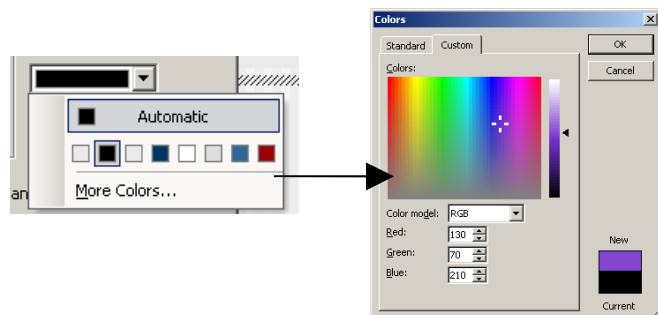 Automatic
More Colors...
an
Colors
Standard Custom
OK
Cancel
Colors:
Color model: RGB
Red: 130
Green: 70
Blue: 210
New
Current